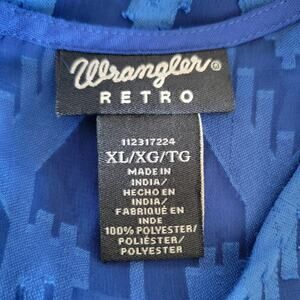 Wrangler®
RETRO
112317224
XL/XG/TG
MADE IN
INDIA/
HECHO EN
INDIA/
FABRIQUÉ EN
INDE
100% POLYESTER/
POLIÉSTER/
POLYESTER